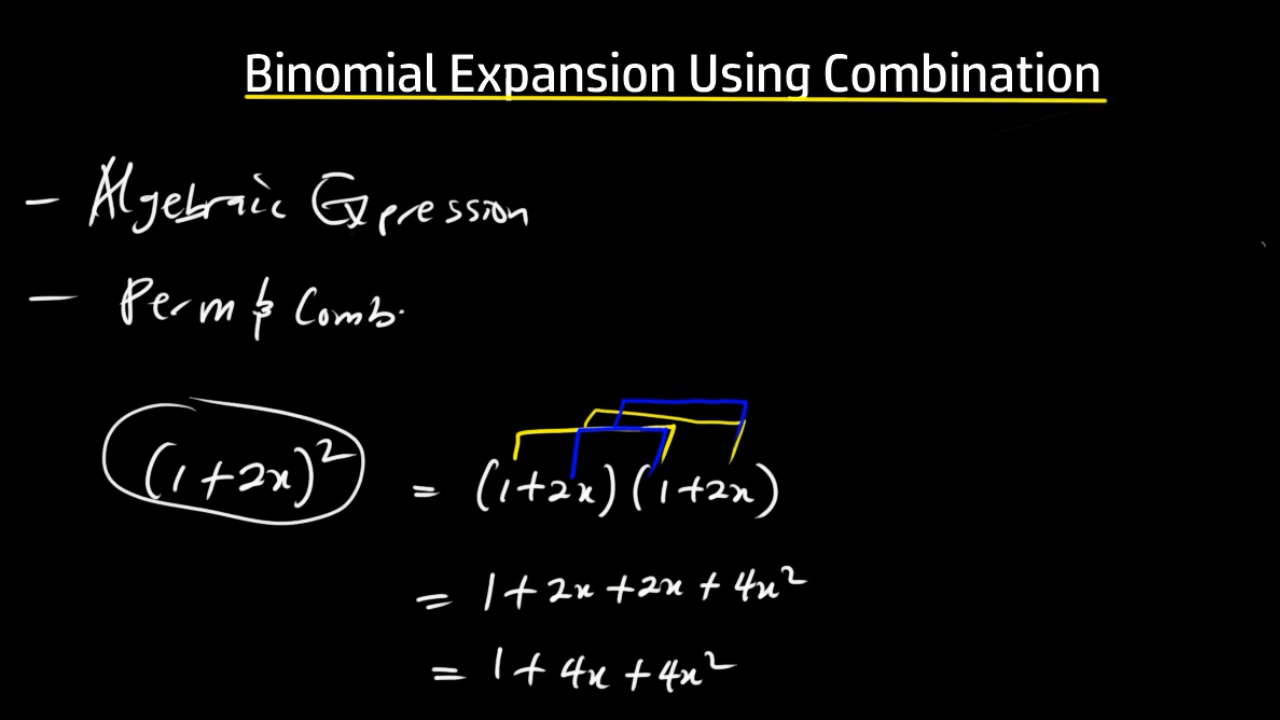 Binomial Expansion Using Combination
- Algebraic Expression
- Perm & Comb.
(1+2x)² = (1+2x)(1+2x)
= 1+2x+2x+4x²
= 1+4x+4x²